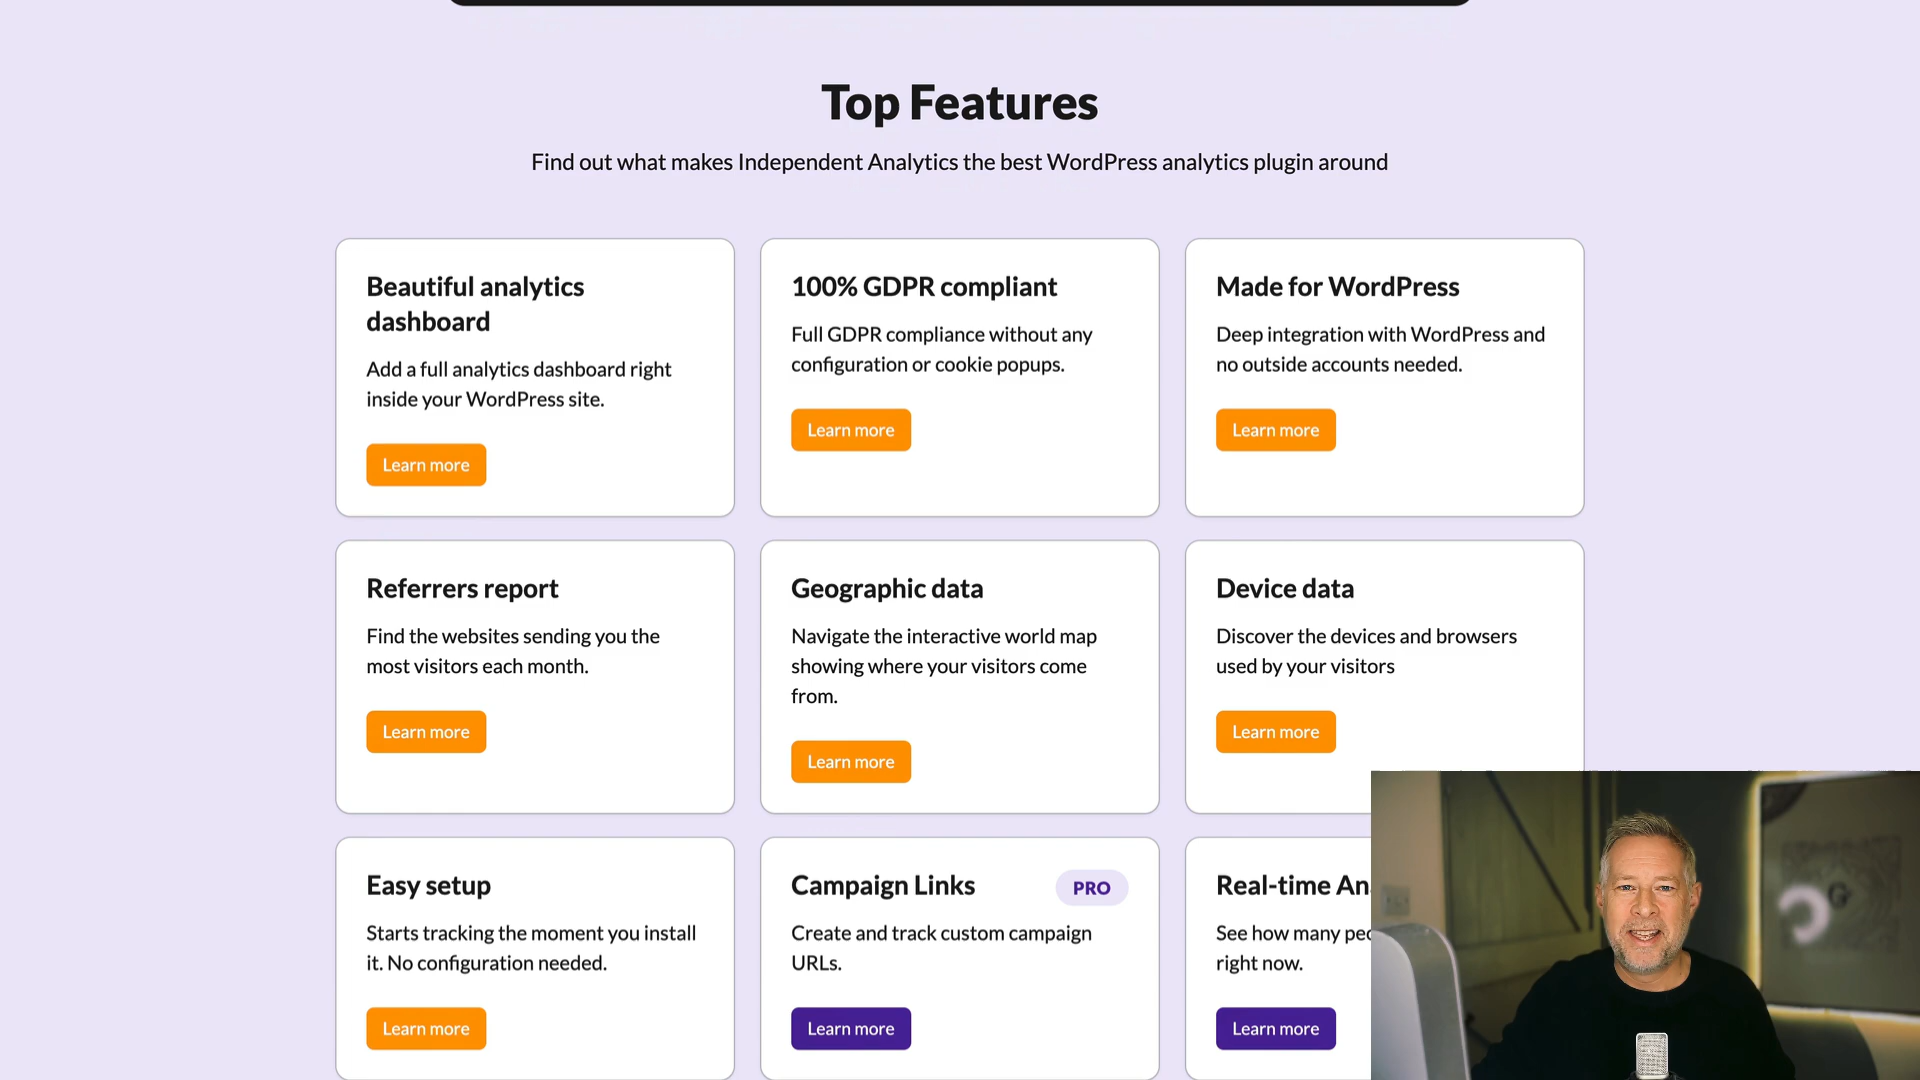 Top Features
Find out what makes Independent Analytics the best WordPress analytics plugin around
Beautiful analytics
dashboard
Add a full analytics dashboard right
inside your WordPress site.
Learn more
100% GDPR compliant
Full GDPR compliance without any
configuration or cookie popups.
Learn more
Made for WordPress
Deep integration with WordPress and
no outside accounts needed.
Learn more
Referrers report
Find the websites sending you the
most visitors each month.
Learn more
Geographic data
Navigate the interactive world map
showing where your visitors come
from.
Learn more
Device data
Discover the devices and browsers
used by your visitors
Learn more
Easy setup
Starts tracking the moment you install
it. No configuration needed.
Learn more
Campaign Links
PRO
Create and track custom campaign
URLs.
Learn more
Real-time
See how many
right now.
Learn more